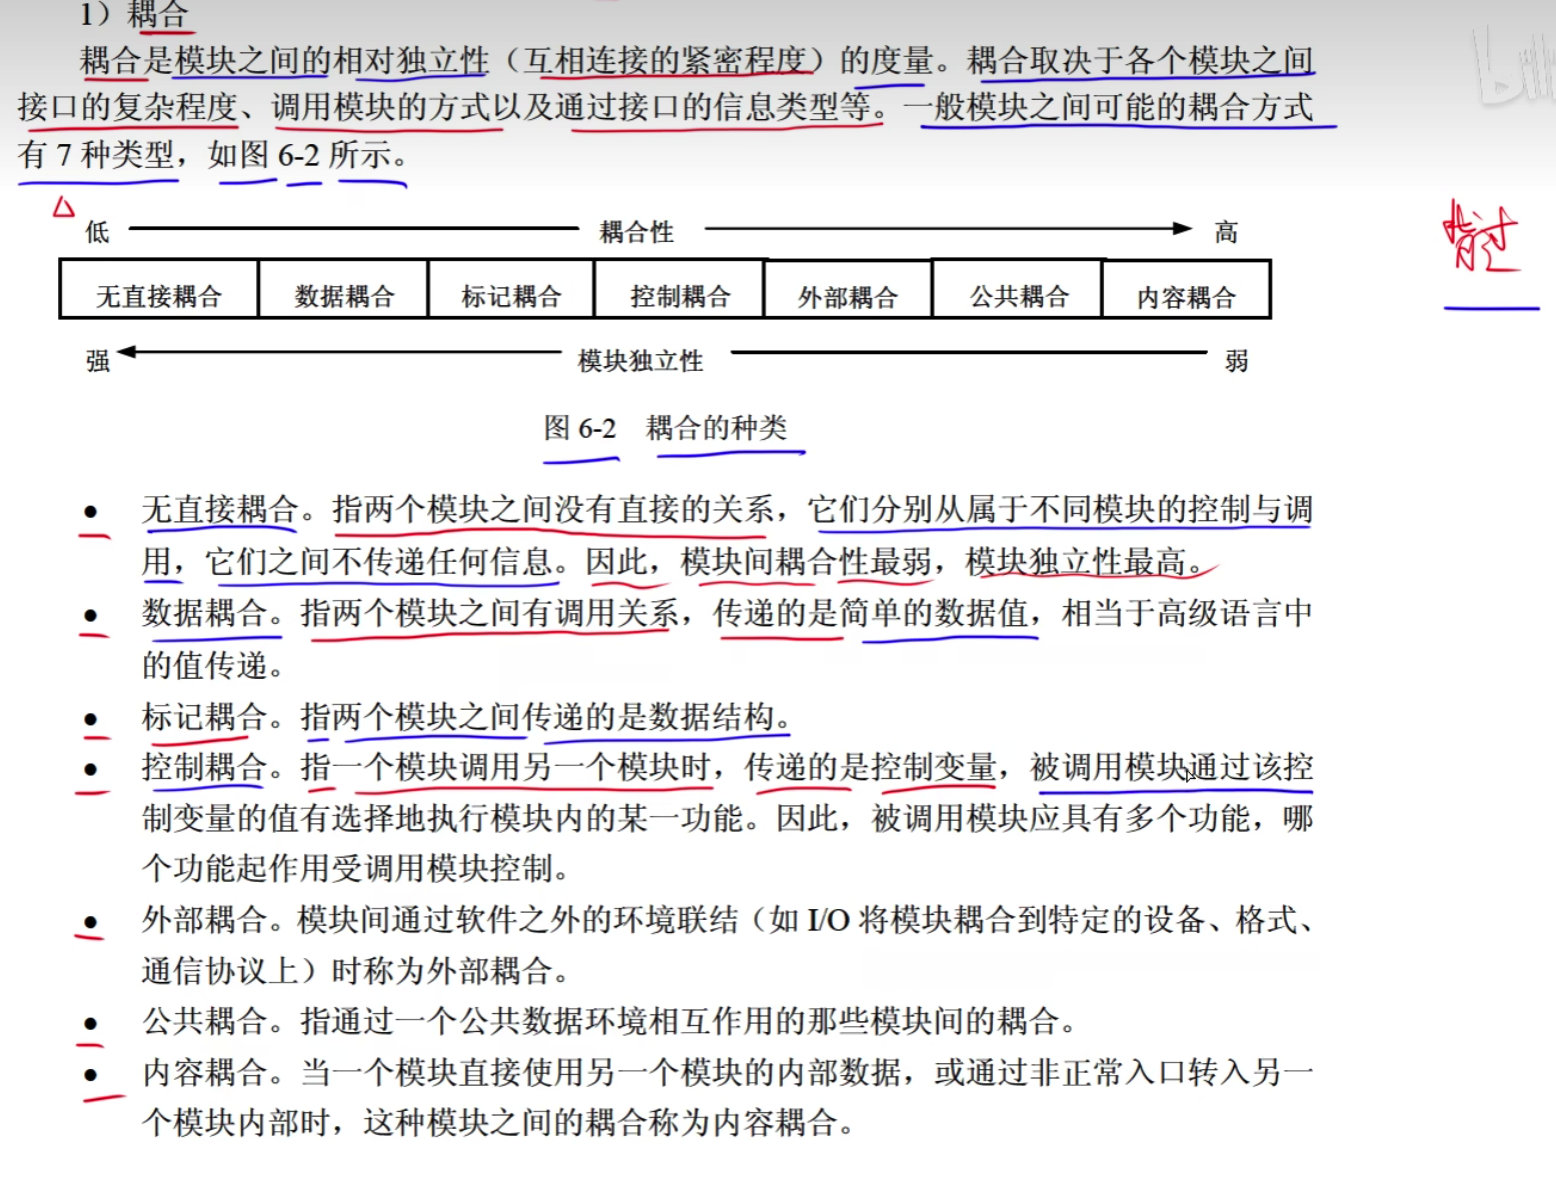 1）耦合
耦合是模块之间的相对独立性（互相连接的紧密程度）的度量。耦合取决于各个模块之间
接口的复杂程度、调用模块的方式以及通过接口的信息类型等。一般模块之间可能的耦合方式
有 7 种类型，如图 6-2 所示。
低 耦合性 高
无直接耦合 数据耦合 标记耦合 控制耦合 外部耦合 公共耦合 内容耦合
强 模块独立性 弱
图 6-2 耦合的种类
● 无直接耦合。指两个模块之间没有直接的关系，它们分别从属于不同模块的控制与调
用，它们之间不传递任何信息。因此，模块间耦合性最弱，模块独立性最高。
● 数据耦合。指两个模块之间有调用关系，传递的是简单的数据值，相当于高级语言中
的值传递。
● 标记耦合。指两个模块之间传递的是数据结构。
● 控制耦合。指一个模块调用另一个模块时，传递的是控制变量，被调用模块通过该控
制变量的值有选择地执行模块内的某一功能。因此，被调用模块应具有多个功能，哪
个功能起作用受调用模块控制。
● 外部耦合。模块间通过软件之外的环境联结（如 I/O 将模块耦合到特定的设备、格式、
通信协议上）时称为外部耦合。
● 公共耦合。指通过一个公共数据环境相互作用的那些模块间的耦合。
● 内容耦合。当一个模块直接使用另一个模块的内部数据，或通过非正常入口转入另一
个模块内部时，这种模块之间的耦合称为内容耦合。